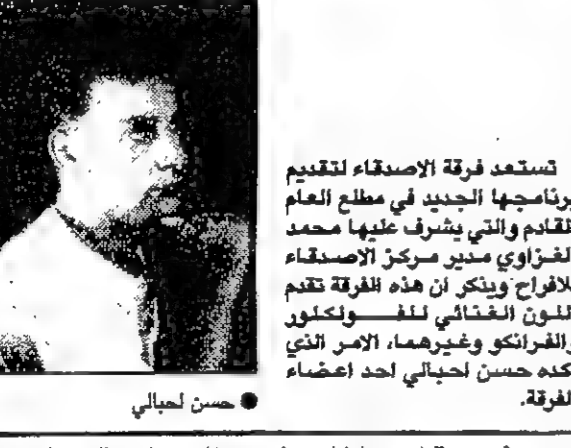 تستعد فرقة الاصدقاء لتقديم
برنامجها الجديد في مطلع العام
القادم والتي يشرف عليها محمد
الغزاوي مدير مركز الاصدقاء
للافراح ويذكر ان هذه الفرقة تقدم
اللون الغنائي للفولكلور
والفرانكو وغيرهما، الامر الذي
اكده حسن لحبالي احد اعضاء
الفرقة.
حسن لحبالي